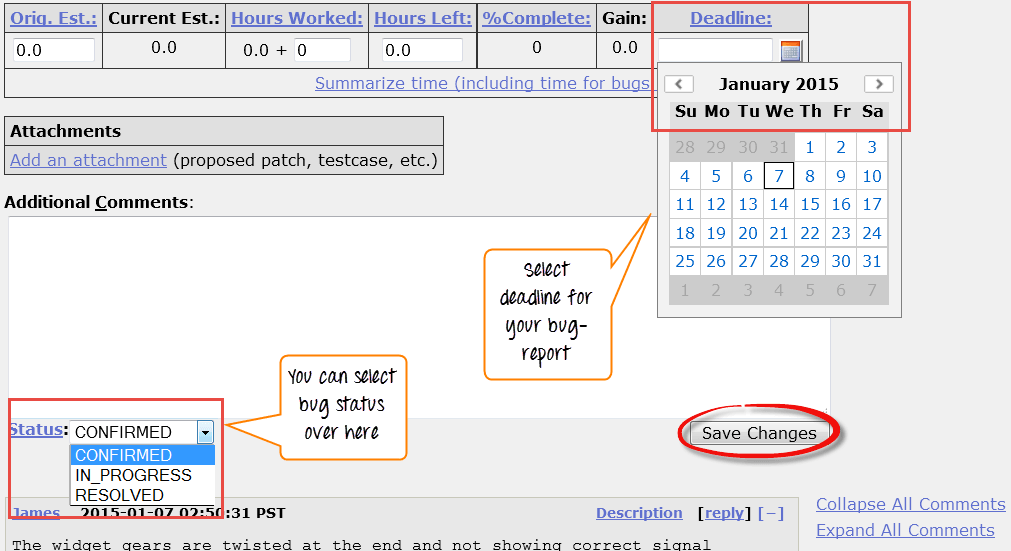 Orig. Est.: Current Est.: Hours Worked: Hours Left: %Complete: Gain: Deadline:
0.0 0.0 0.0 + 0 0.0 0 0.0
Summarize time (including time for bugs
January 2015
Su Mo Tu We Th Fr Sa
28 29 30 31 1 2 3
4 5 6 7 8 9 10
11 12 13 14 15 16 17
18 19 20 21 22 23 24
25 26 27 28 29 30 31
1 2 3 4 5 6 7
Attachments
Add an attachment (proposed patch, testcase, etc.)
Additional Comments:
Select
deadline for
your bug-
report
You can select
bug status
over here
Status: CONFIRMED
CONFIRMED
IN_PROGRESS
RESOLVED
Save Changes
James 2015-01-07 02:50:31 PST Description [reply] [−]
Collapse All Comments
Expand All Comments
The widget gears are twisted at the end and not showing correct signal